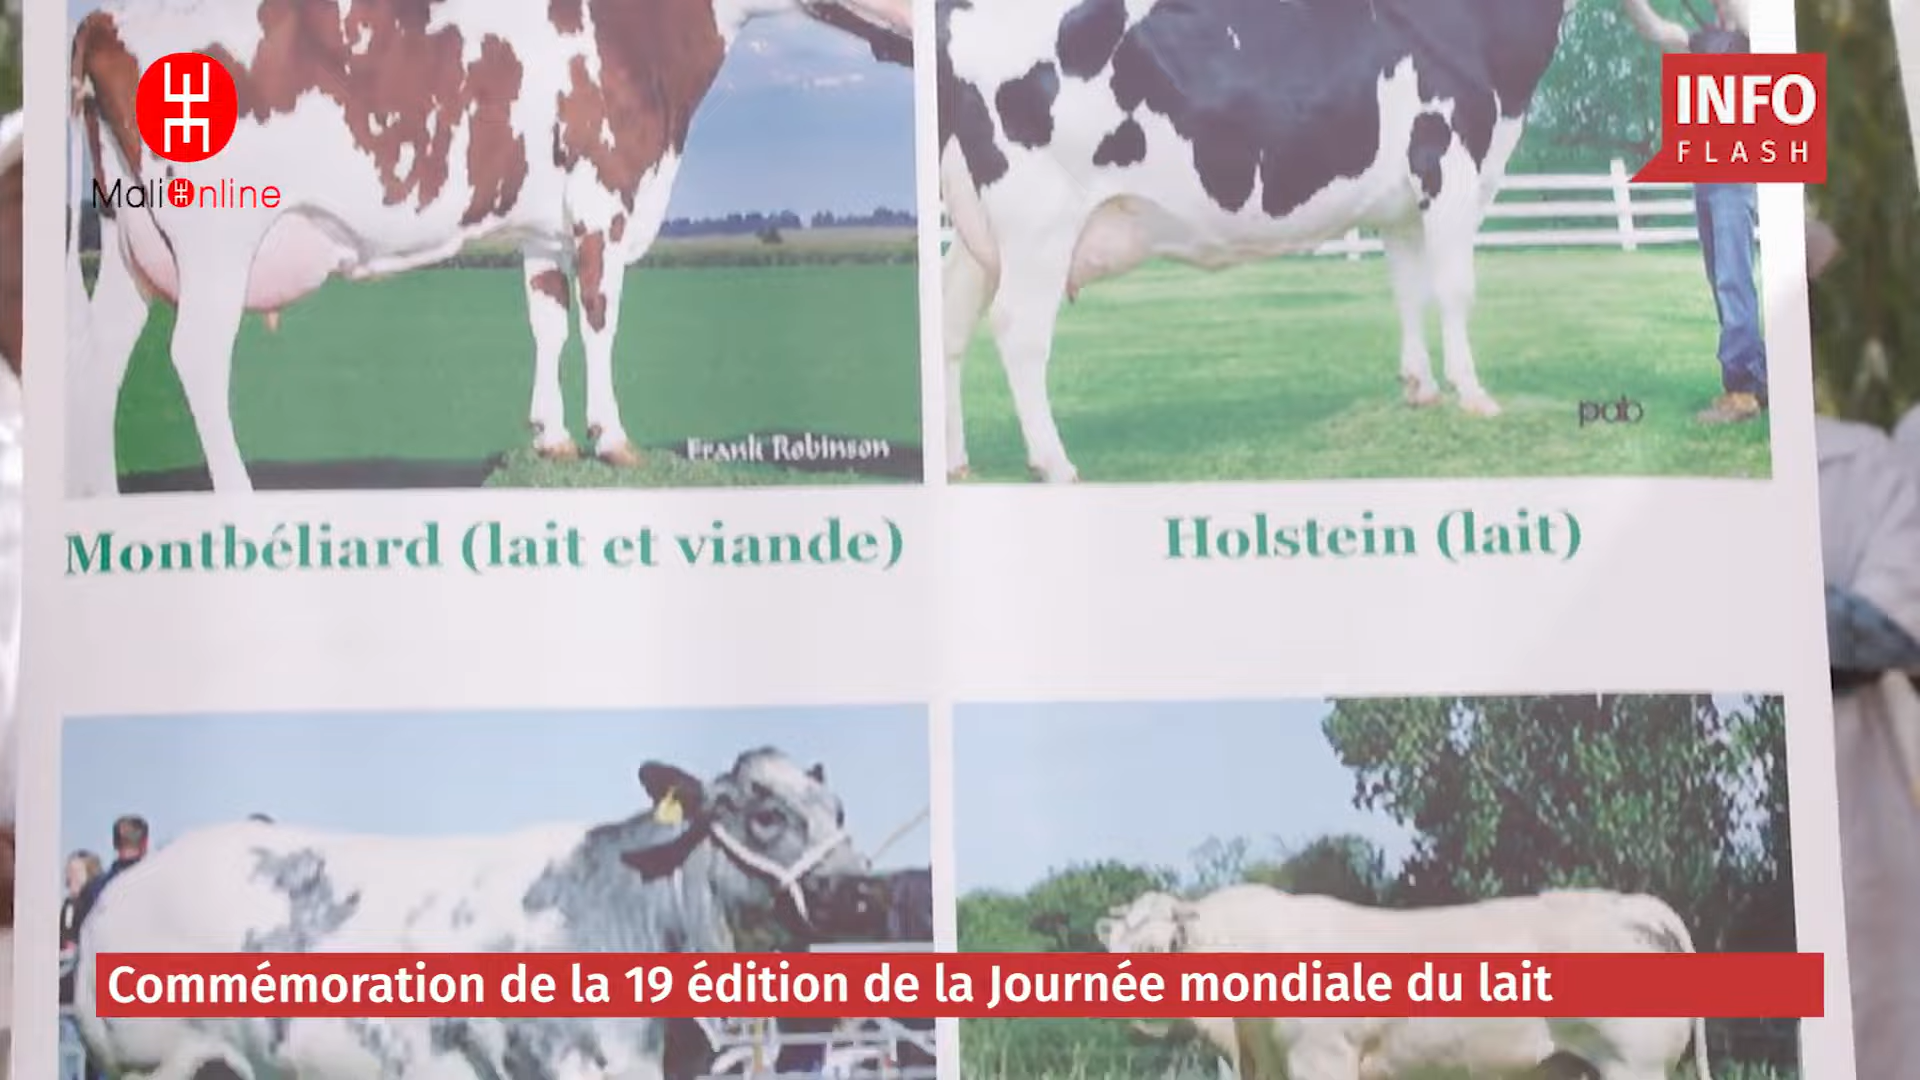 MaliOnline
INFO
FLASH
Frank Robinson
pab
Montbéliard (lait et viande)
Holstein (lait)
Commémoration de la 19 édition de la Journée mondiale du lait